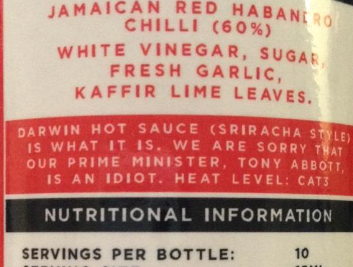 JAMAICAN RED HABANERO
CHILLI (60%)
WHITE VINEGAR, SUGAR,
FRESH GARLIC,
KAFFIR LIME LEAVES.
DARWIN HOT SAUCE (SRIRACHA STYLE)
IS WHAT IT IS. WE ARE SORRY THAT
OUR PRIME MINISTER, TONY ABBOTT,
IS AN IDIOT. HEAT LEVEL: CAT3
NUTRITIONAL INFORMATION
SERVINGS PER BOTTLE: 10